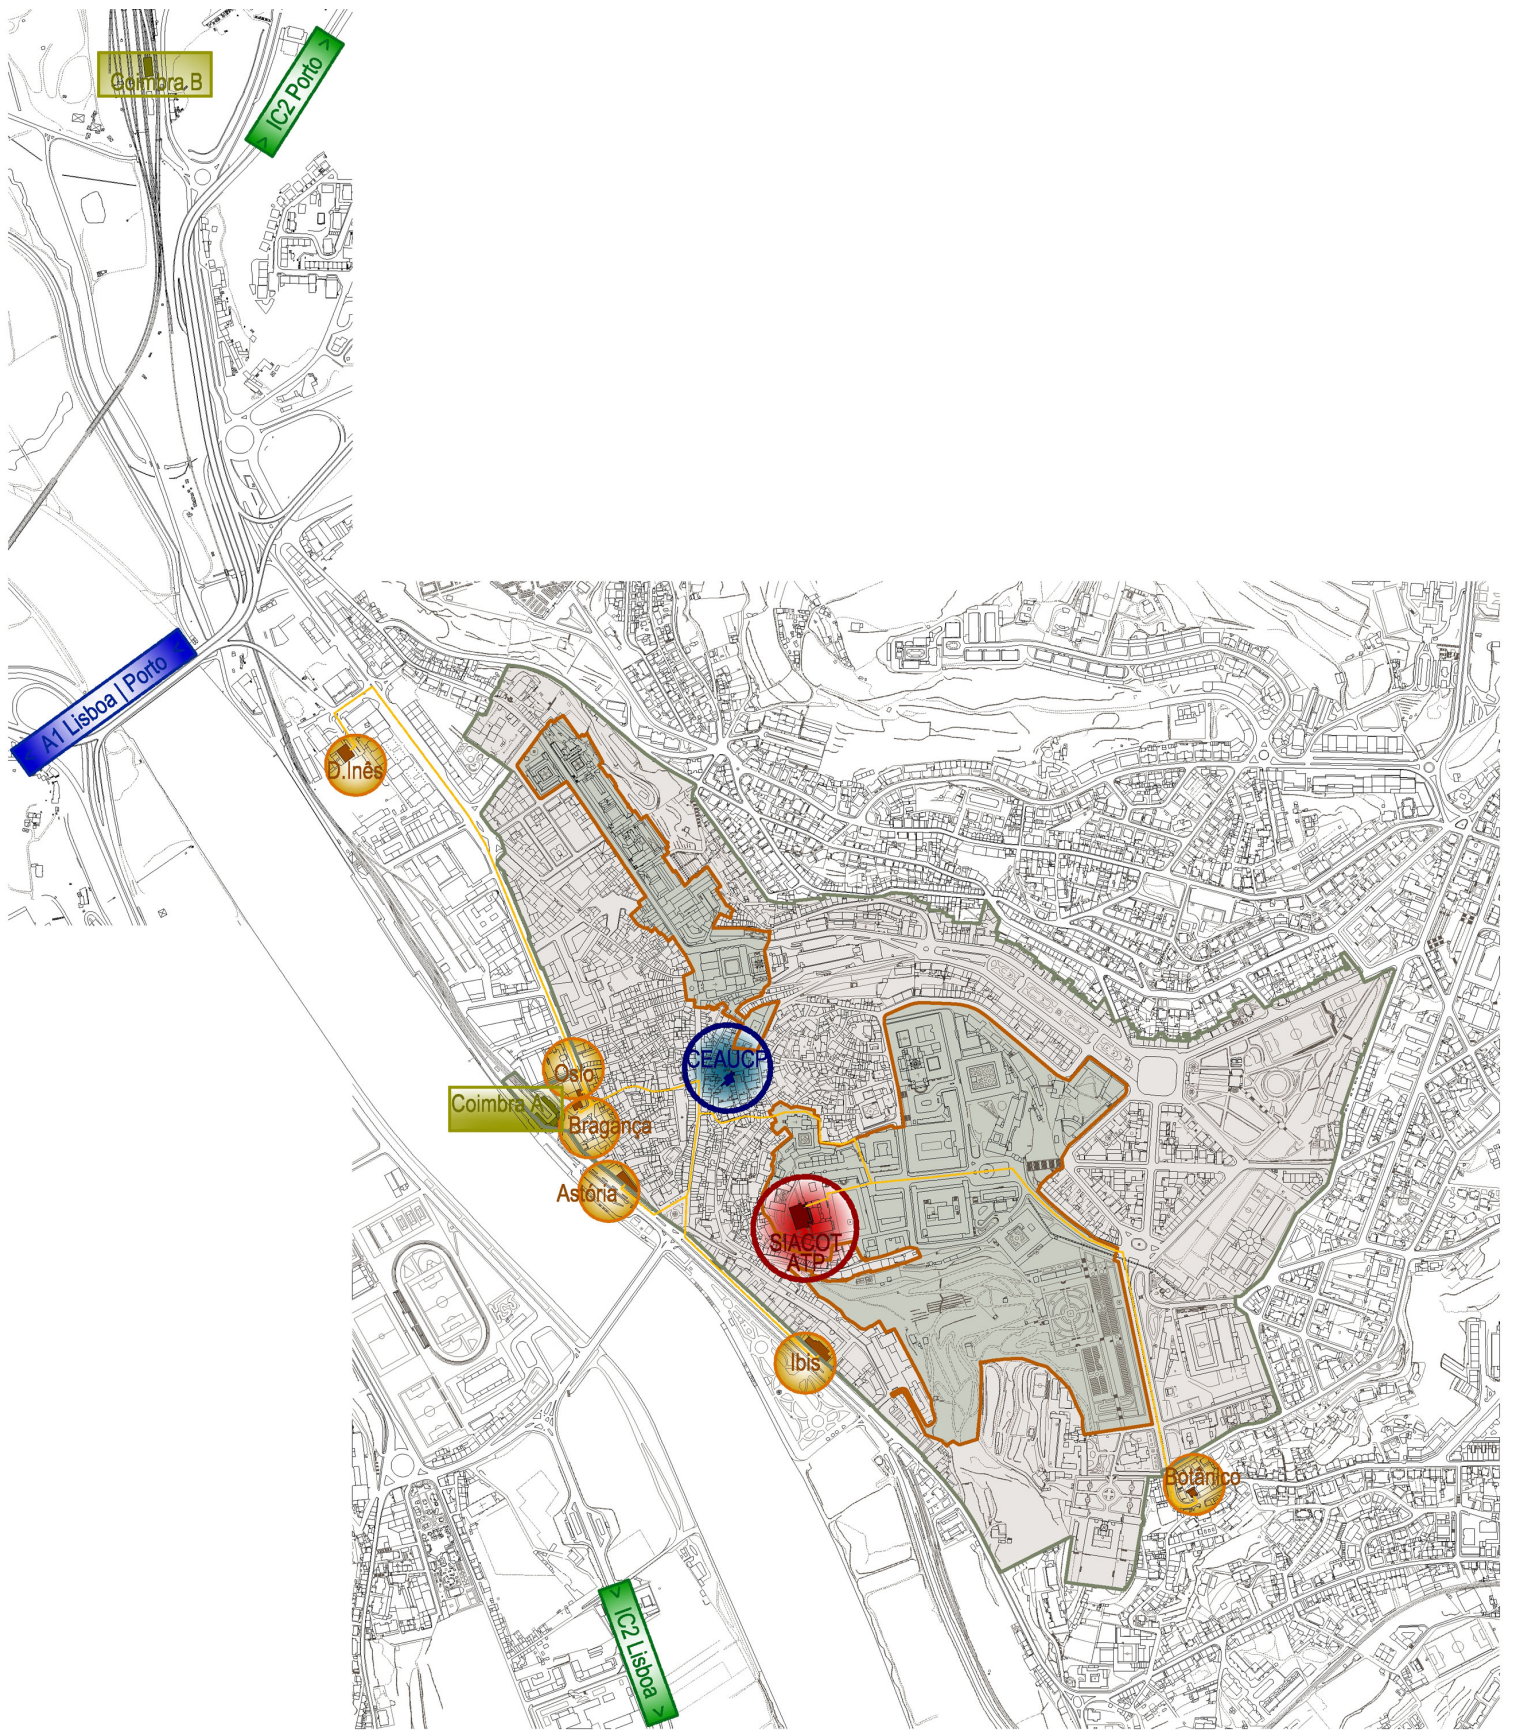 Coimbra B
> IC2 Porto >
< A1 Lisboa | Porto <
D.Inês
CEAUCP
Oslo
Coimbra A
Bragança
Astória
SIACOT
ATP
Ibis
Botânico
< IC2 Lisboa >